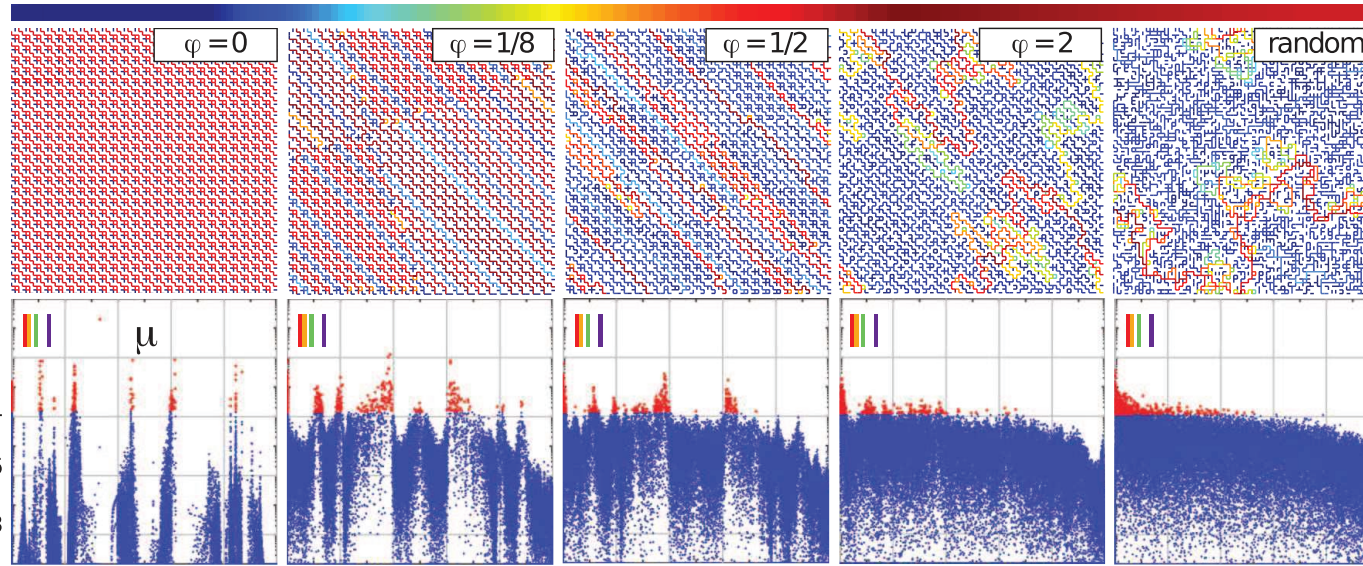 φ = 0
φ = 1/8
φ = 1/2
φ = 2
random
μ